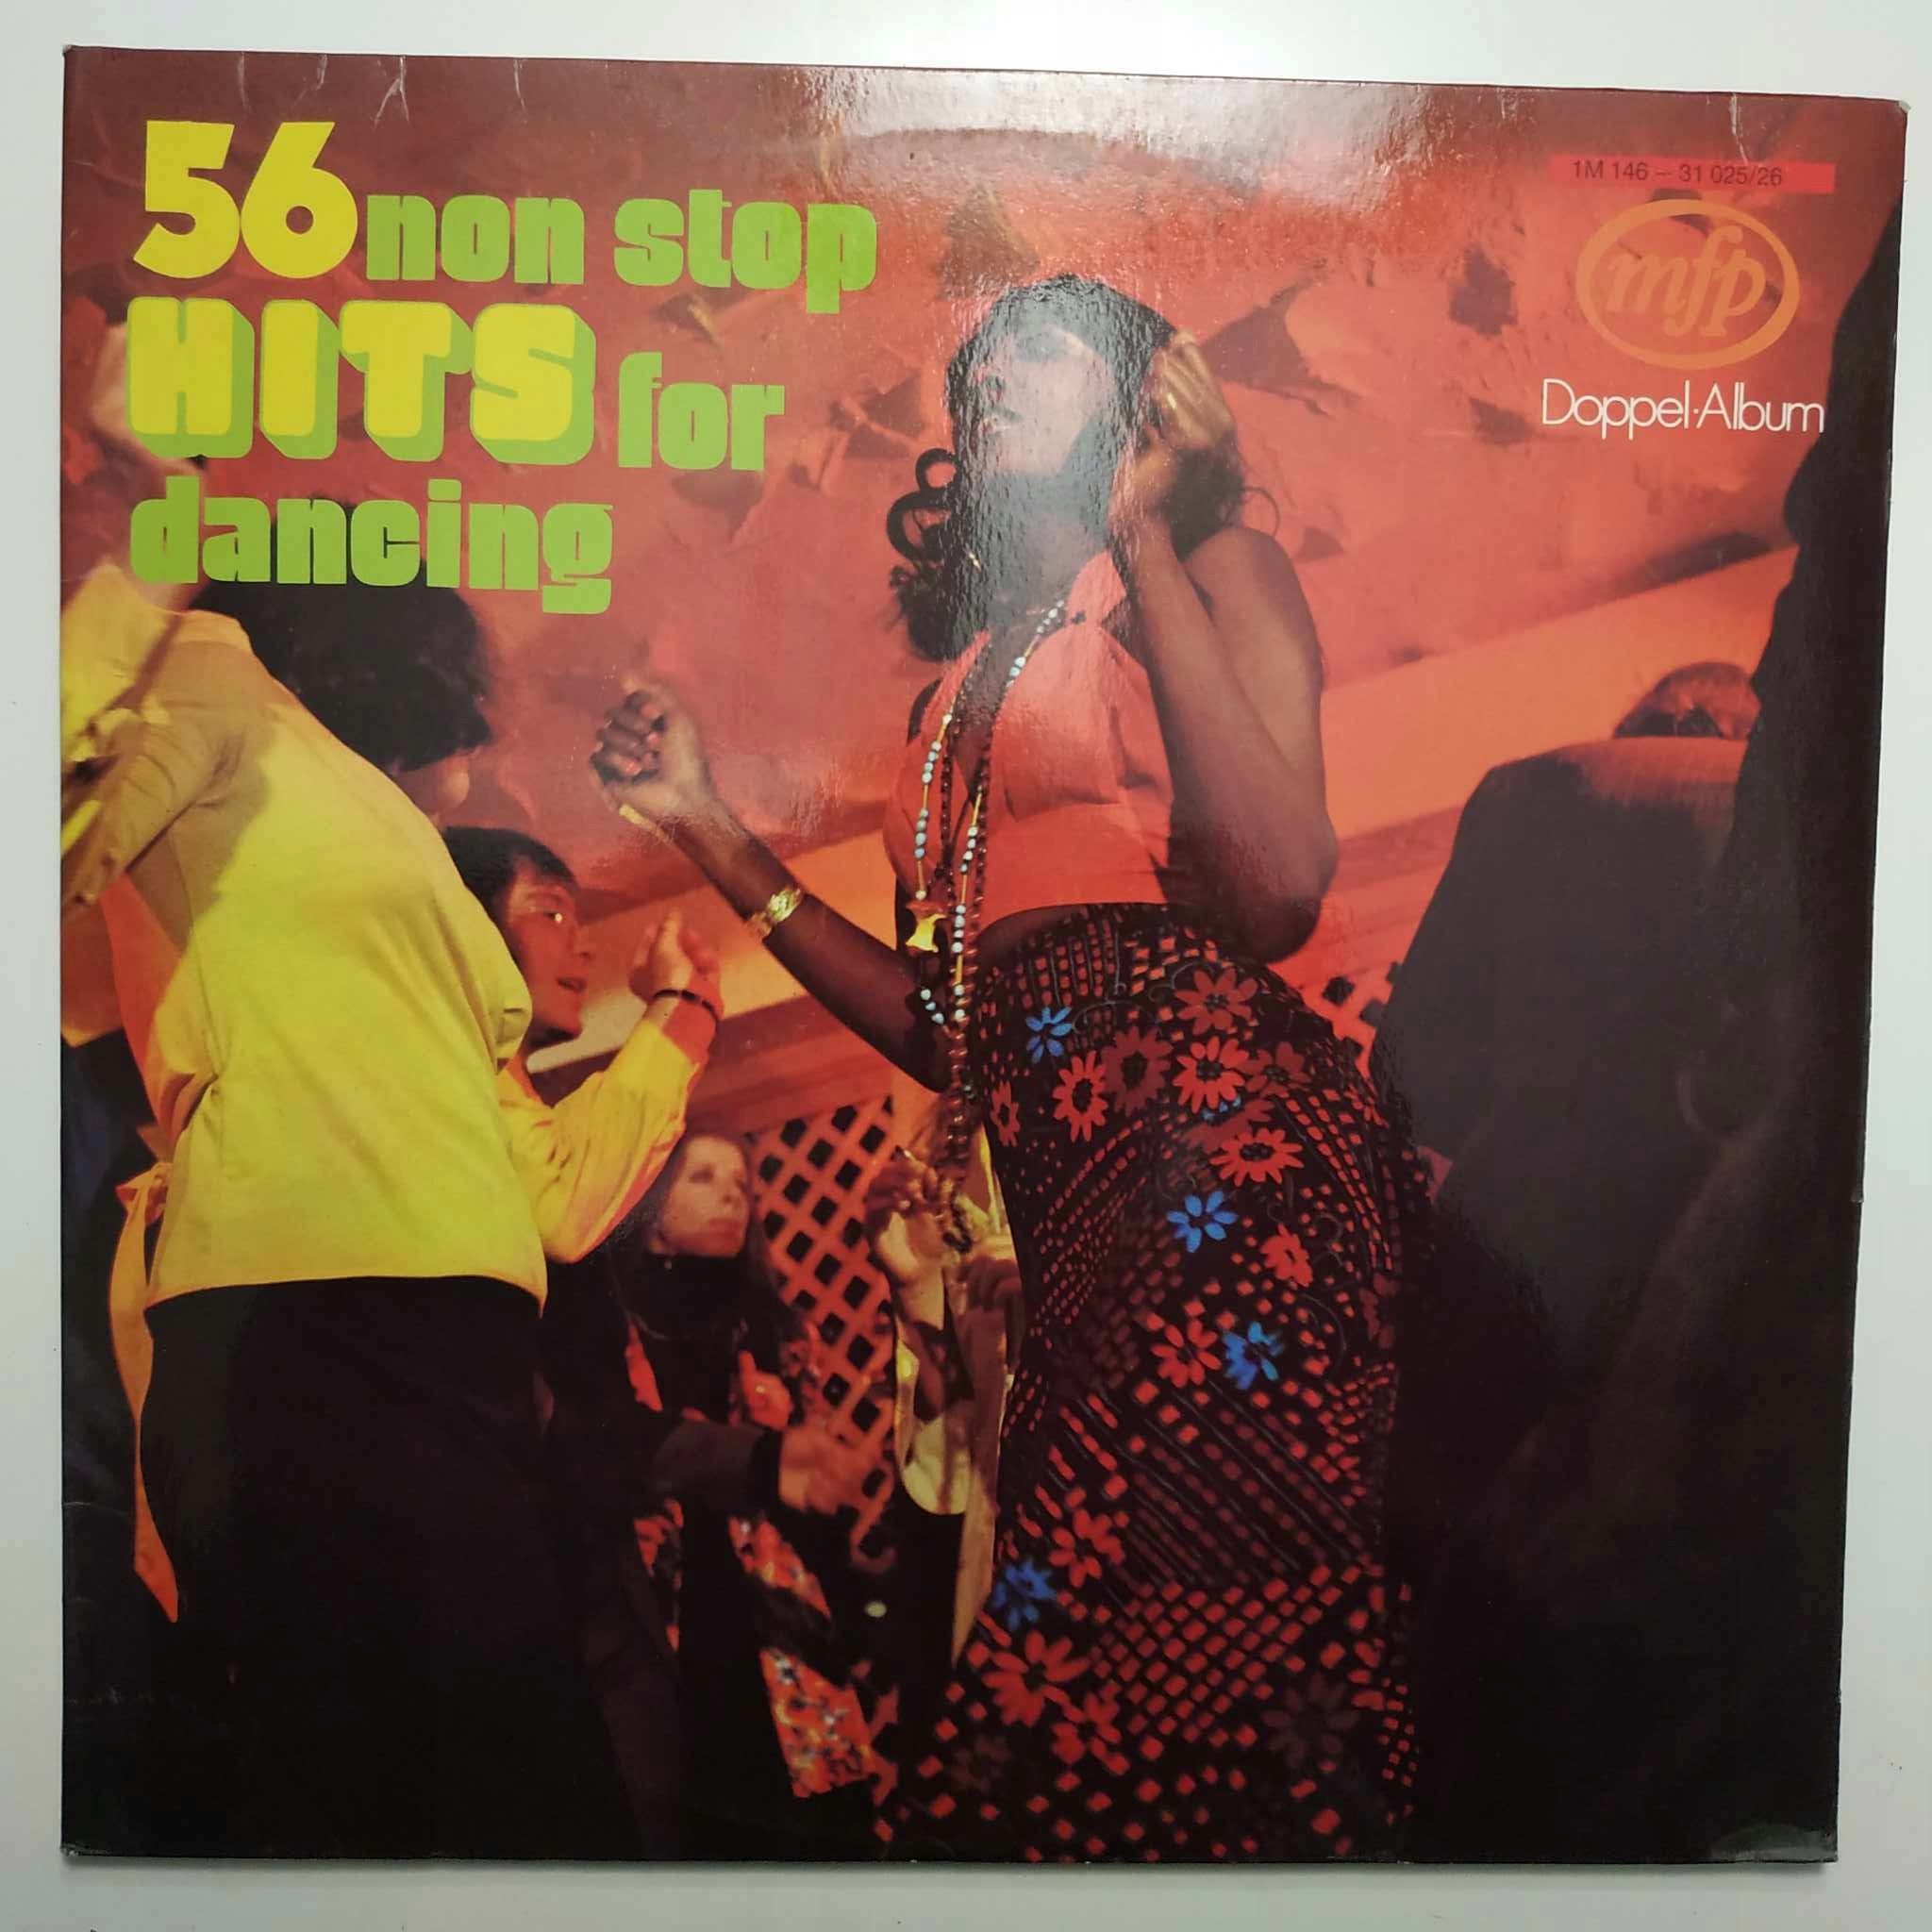 56 non stop
HITS for
dancing
1M 146 – 31 025/26
mfp
Doppel·Album